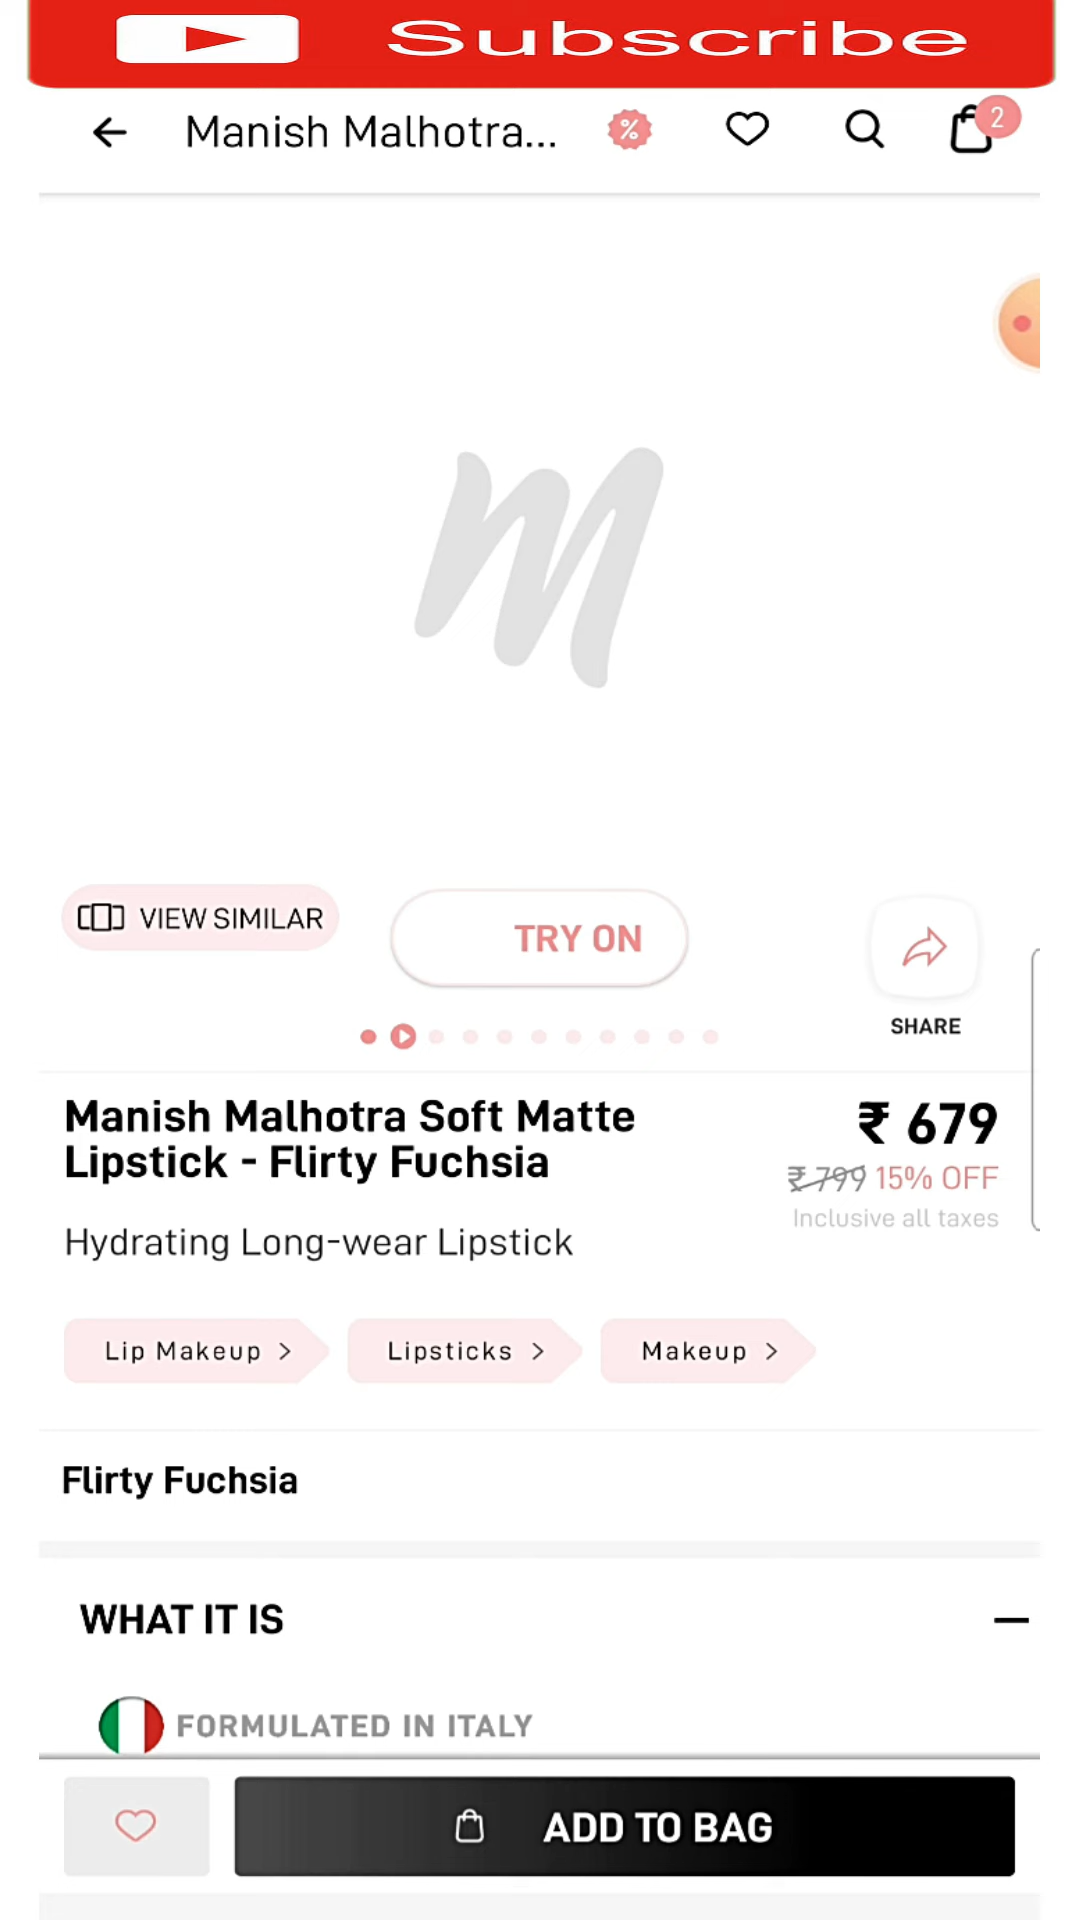 Subscribe
Manish Malhotra...
%
2
m
VIEW SIMILAR
TRY ON
SHARE
Manish Malhotra Soft Matte
Lipstick - Flirty Fuchsia
₹ 679
₹ 799 15% OFF
Inclusive all taxes
Hydrating Long-wear Lipstick
Lip Makeup >
Lipsticks >
Makeup >
Flirty Fuchsia
WHAT IT IS
FORMULATED IN ITALY
ADD TO BAG